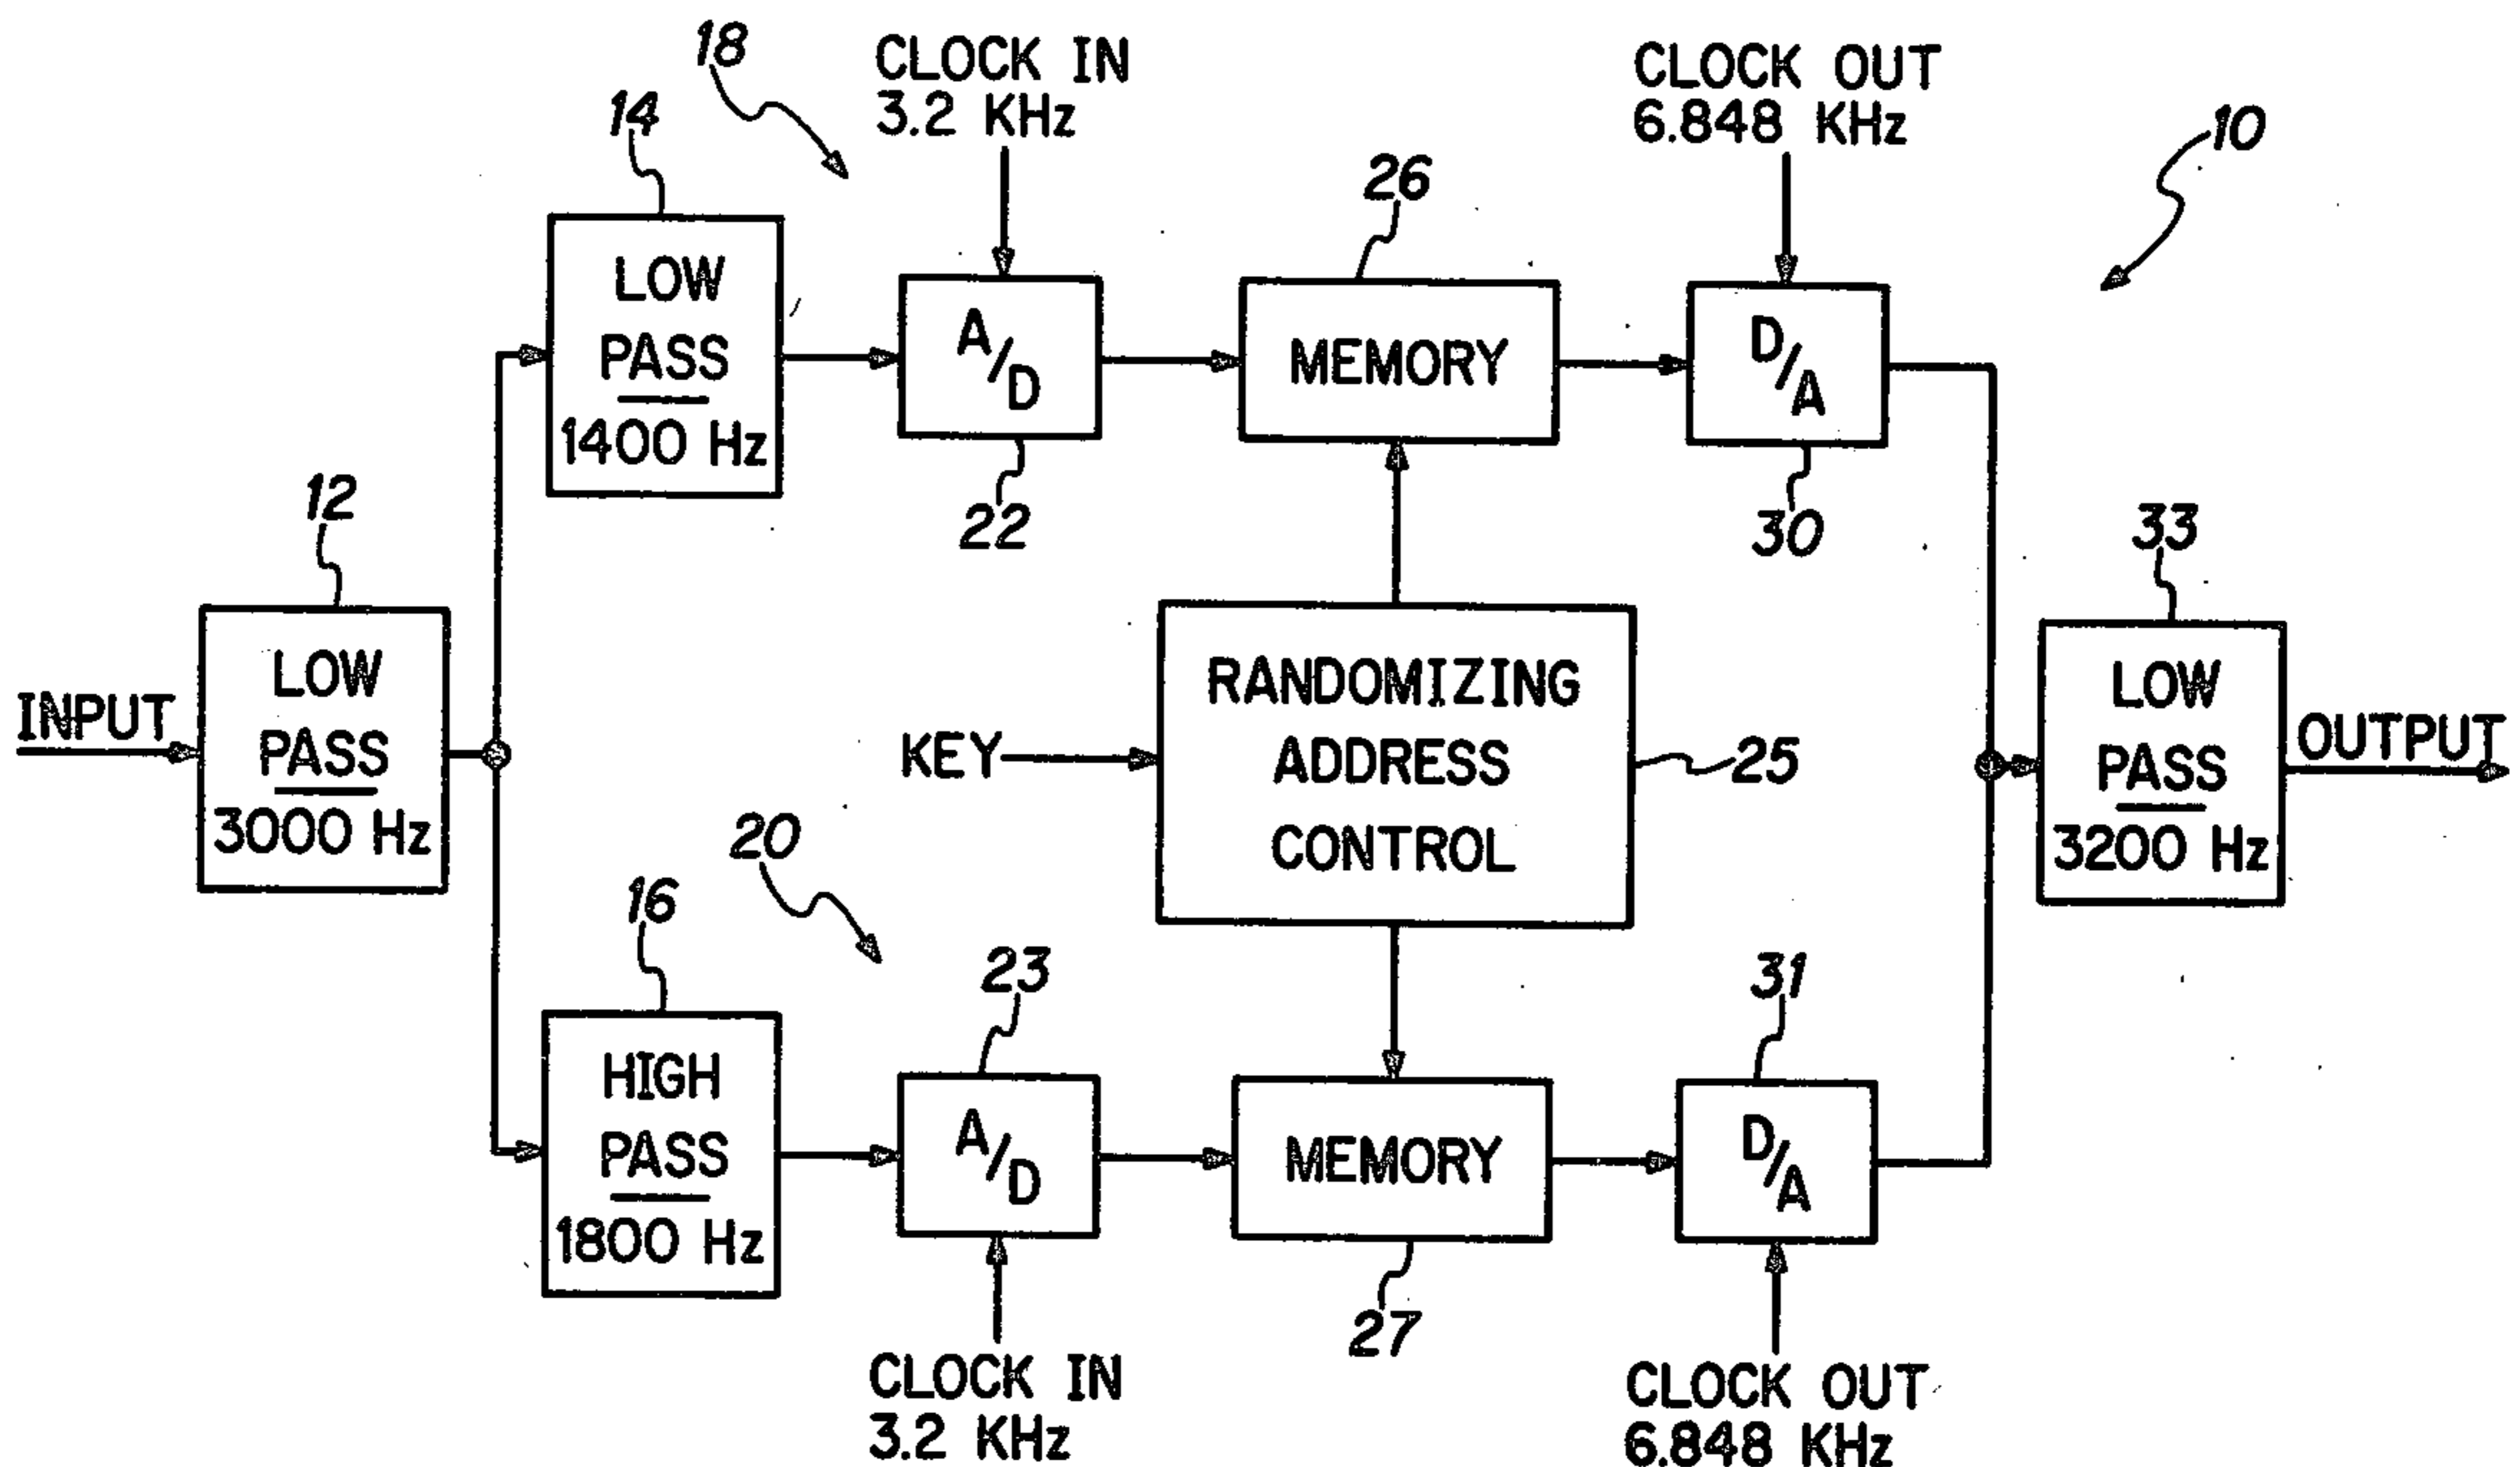 18
CLOCK IN
3.2 KHz
CLOCK OUT
6.848 KHz
10
14
26
LOW
PASS
1400 Hz
A/D
MEMORY
D/A
22
30
12
33
LOW
PASS
3000 Hz
INPUT
KEY
RANDOMIZING
ADDRESS
CONTROL
25
LOW
PASS
3200 Hz
OUTPUT
20
16
23
31
HIGH
PASS
1800 Hz
A/D
MEMORY
D/A
27
CLOCK IN
3.2 KHz
CLOCK OUT
6.848 KHz